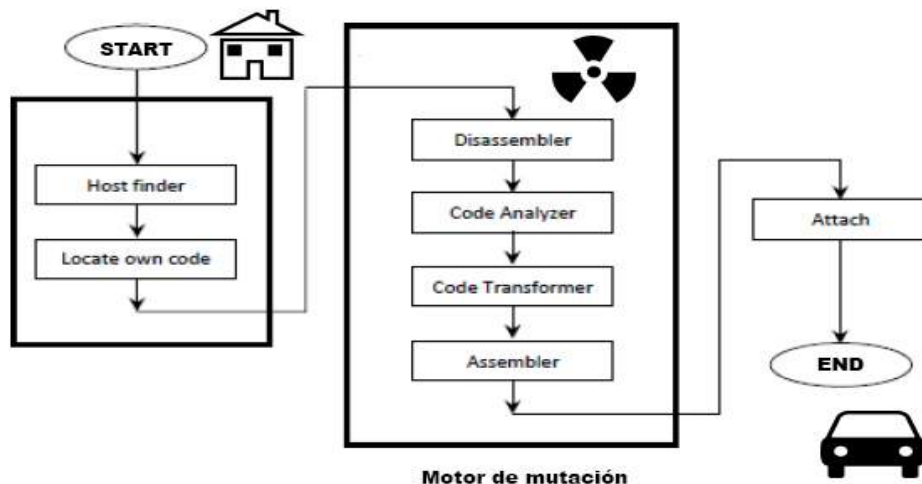 START
Host finder
Locate own code
Disassembler
Code Analyzer
Code Transformer
Assembler
Motor de mutación
Attach
END